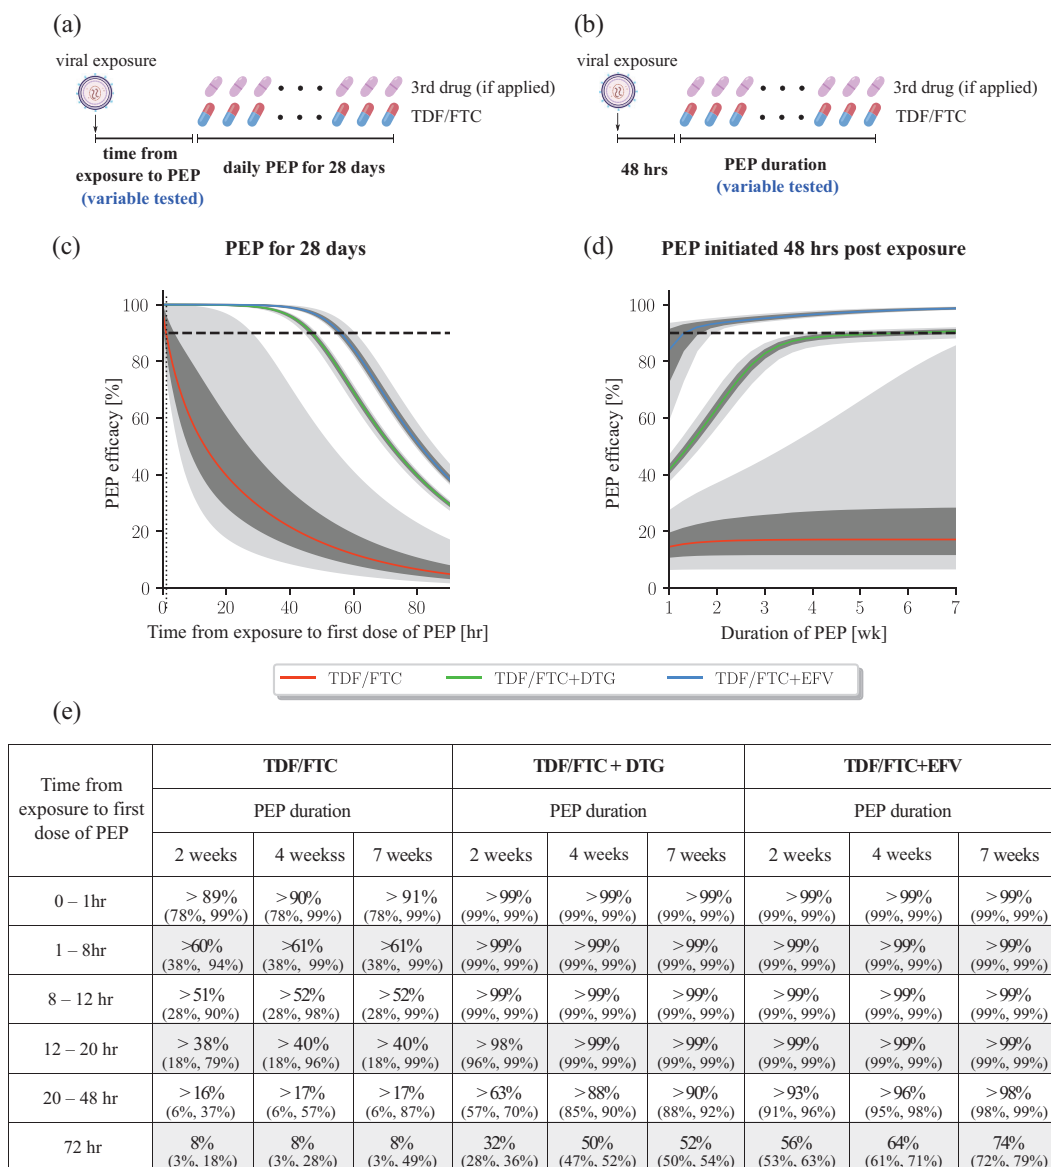 (a)
viral exposure
3rd drug (if applied)
TDF/FTC
time from
exposure to PEP
(variable tested)
daily PEP for 28 days
(b)
viral exposure
3rd drug (if applied)
TDF/FTC
48 hrs
PEP duration
(variable tested)
(c)
PEP for 28 days
PEP efficacy [%]
100
80
60
40
20
0
0 20 40 60 80
Time from exposure to first dose of PEP [hr]
(d)
PEP initiated 48 hrs post exposure
PEP efficacy [%]
100
80
60
40
20
0
1 2 3 4 5 6 7
Duration of PEP [wk]
TDF/FTC TDF/FTC+DTG TDF/FTC+EFV
(e)
Time from
exposure to first
dose of PEP
TDF/FTC TDF/FTC + DTG TDF/FTC+EFV
PEP duration PEP duration PEP duration
2 weeks 4 weekss 7 weeks 2 weeks 4 weeks 7 weeks 2 weeks 4 weeks 7 weeks
0 – 1hr > 89% >90% > 91% >99% >99% >99% >99% >99% >99%
(78%, 99%) (78%, 99%) (78%, 99%) (99%, 99%) (99%, 99%) (99%, 99%) (99%, 99%) (99%, 99%) (99%, 99%)
1 – 8hr >60% >61% >61% >99% >99% >99% >99% >99% >99%
(38%, 94%) (38%, 99%) (38%, 99%) (99%, 99%) (99%, 99%) (99%, 99%) (99%, 99%) (99%, 99%) (99%, 99%)
8 – 12 hr >51% >52% >52% >99% >99% >99% >99% >99% >99%
(28%, 90%) (28%, 98%) (28%, 99%) (99%, 99%) (99%, 99%) (99%, 99%) (99%, 99%) (99%, 99%) (99%, 99%)
12 – 20 hr > 38% > 40% > 40% > 98% >99% >99% >99% >99% >99%
(18%, 79%) (18%, 96%) (18%, 99%) (96%, 99%) (99%, 99%) (99%, 99%) (99%, 99%) (99%, 99%) (99%, 99%)
20 – 48 hr >16% >17% >17% >63% >88% >90% >93% >96% >98%
(6%, 37%) (6%, 57%) (6%, 87%) (57%, 70%) (85%, 90%) (88%, 92%) (91%, 96%) (95%, 98%) (98%, 99%)
72 hr 8% 8% 8% 32% 50% 52% 56% 64% 74%
(3%, 18%) (3%, 28%) (3%, 49%) (28%, 36%) (47%, 52%) (50%, 54%) (53%, 63%) (61%, 71%) (72%, 79%)